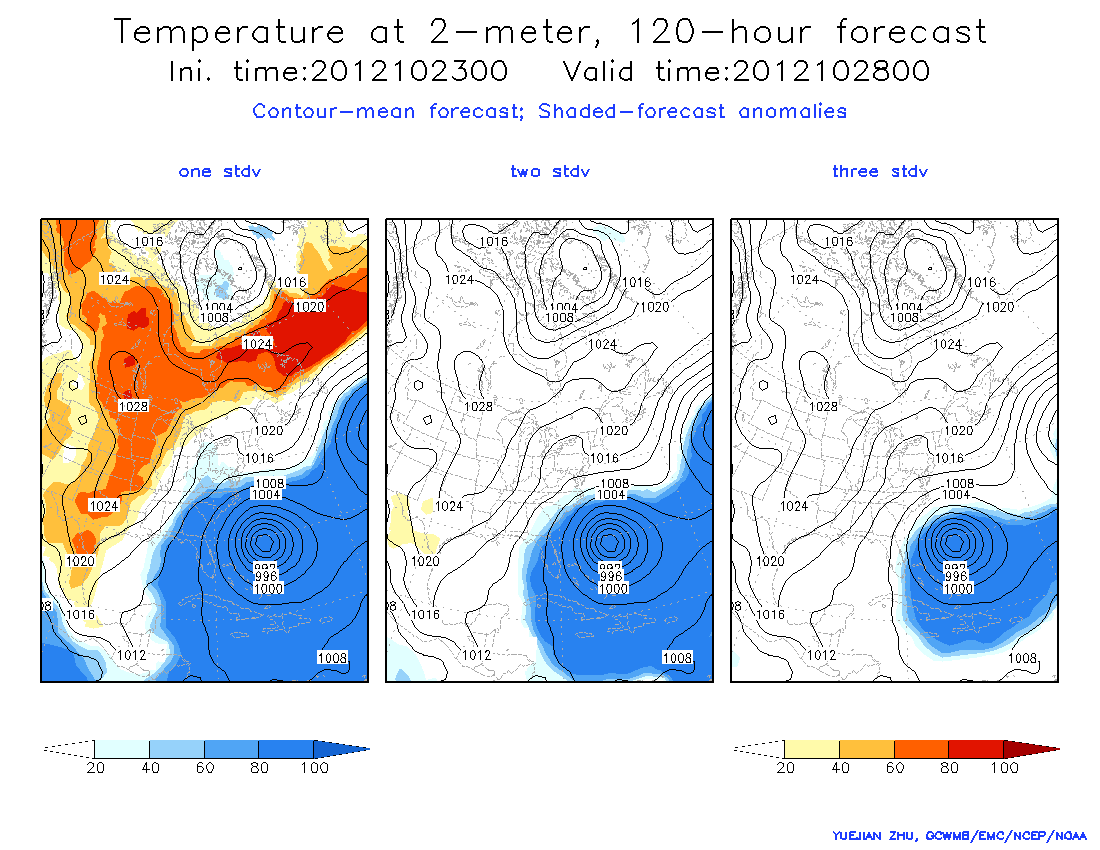 Temperature at 2-meter, 120-hour forecast
Ini. time:2012102300 Valid time:2012102800
Contour-mean forecast; Shaded-forecast anomalies
one stdv two stdv three stdv
1016 1016 1016
1024 1016 1024 1016 1024 1016
1004 1020 1004 1020 1004 1020
1008 1008 1008
1024 1024 1024
1028 1028 1028
1020 1020 1020
1016 1016 1016
1008 1008 1008
1004 1004 1004
1024 1024 1024
1020 1020 1020
992 992 992
996 996 996
1000 1000 1000
08 08
1016 1016 1016
1012 1008 1012 1008 1012 1008
20 40 60 80 100 20 40 60 80 100
YUEJIAN ZHU, GCWMB/EMC/NCEP/NOAA